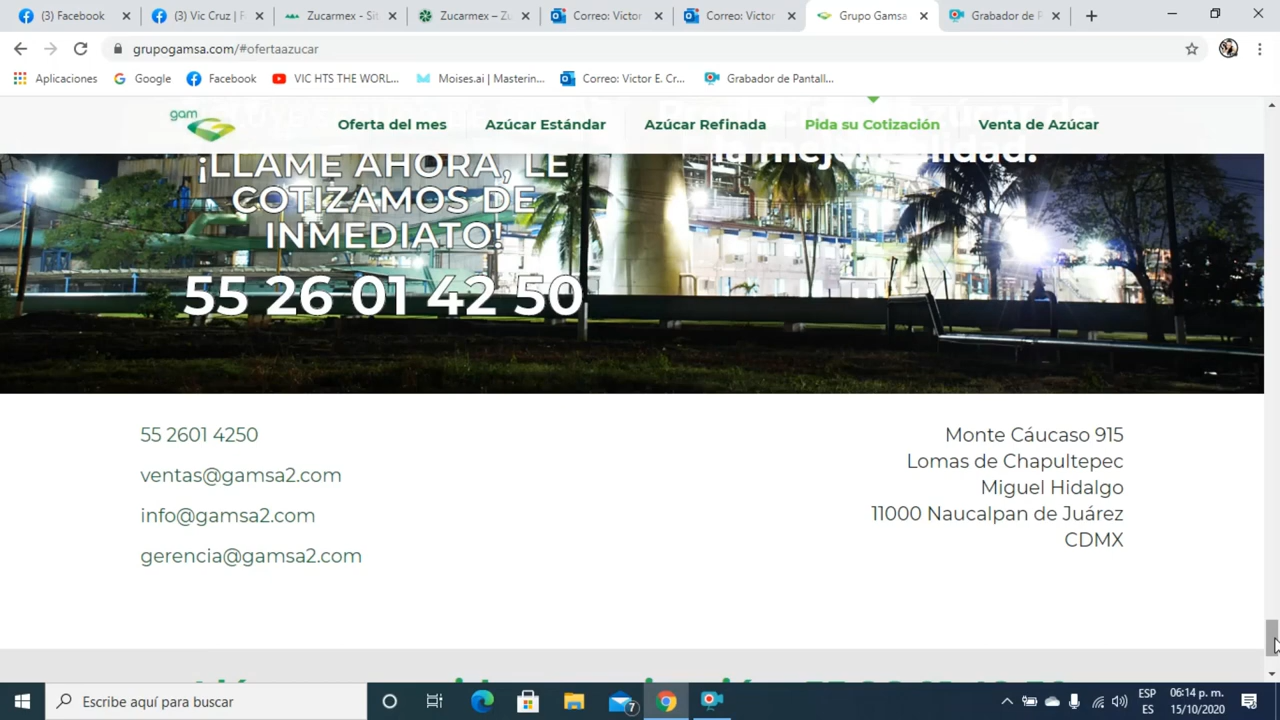 (3) Facebook
(3) Vic Cruz | F
Zucarmex - Sit
Zucarmex – Zu
Correo: Victor
Correo: Victor
Grupo Gamsa
Grabador de P
grupogamsa.com/#ofertaazucar
Aplicaciones
Google
Facebook
VIC HTS THE WORL...
Moises.ai | Masterin...
Correo: Victor E. Cr...
Grabador de Pantall...
gam
Oferta del mes
Azúcar Estándar
Azúcar Refinada
Pida su Cotización
Venta de Azúcar
¡LLAME AHORA, LE
COTIZAMOS DE
INMEDIATO!
55 26 01 42 50
55 2601 4250
ventas@gamsa2.com
info@gamsa2.com
gerencia@gamsa2.com
Monte Cáucaso 915
Lomas de Chapultepec
Miguel Hidalgo
11000 Naucalpan de Juárez
CDMX
Escribe aquí para buscar
7
ESP
ES
06:14 p. m.
15/10/2020